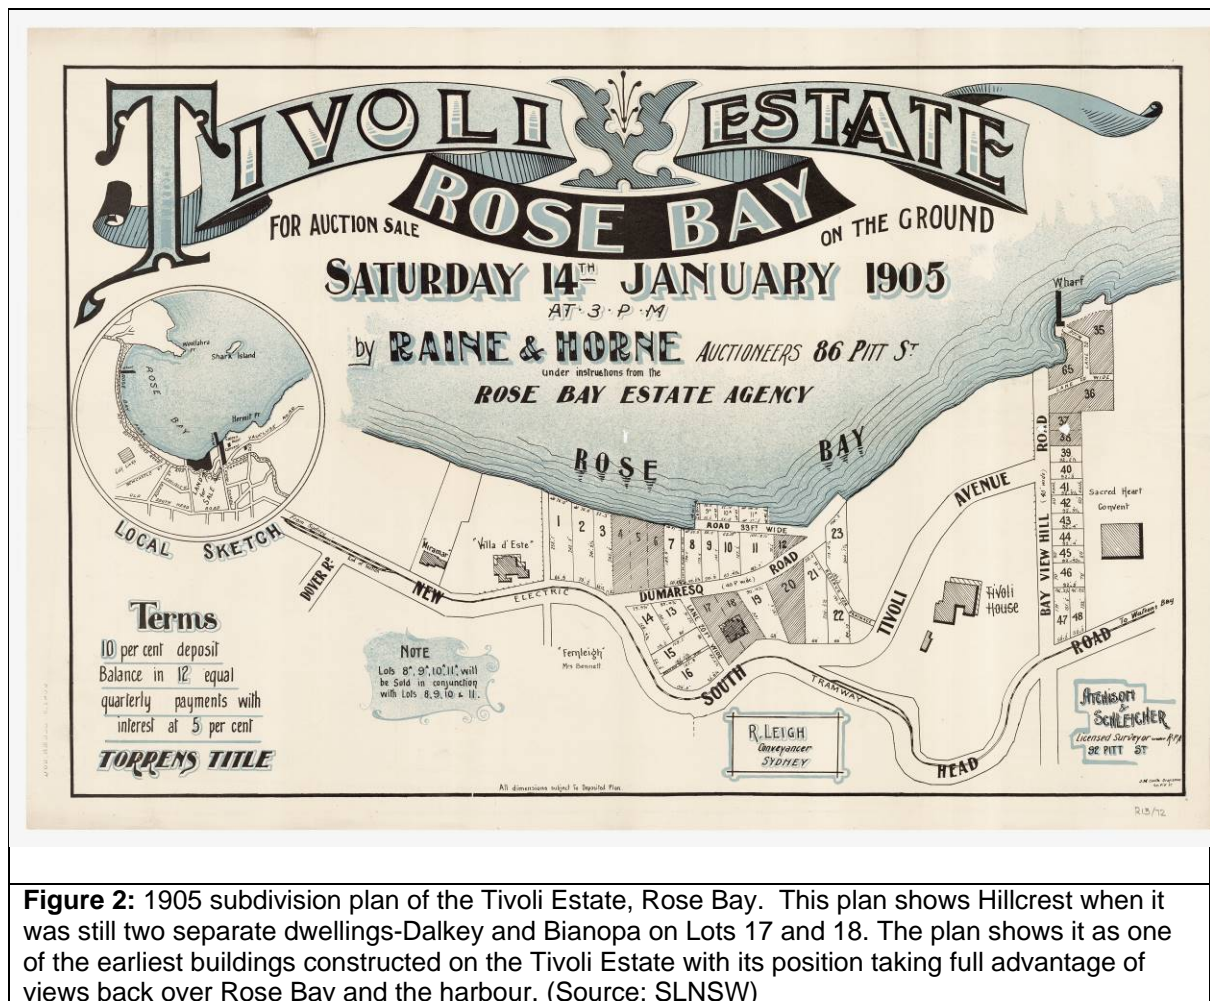 TIVOLI ESTATE
ROSE BAY
FOR AUCTION SALE
ON THE GROUND
SATURDAY 14TH JANUARY 1905
AT 3 P.M
by RAINE & HORNE AUCTIONEERS 86 PITT ST
under instructions from the
ROSE BAY ESTATE AGENCY
Wharf
35
65
36
37
38
39
40
41
42
43
44
45
46
47 48
ROAD
BAY VIEW HILL
Sacred Heart
Convent
Woollahra
Pt
Shark Island
ROSE
BAY
Hermit Pt
LAND
for
SALE
LOCAL SKETCH
ROSE BAY
AVENUE
TIVOLI
Tivoli
House
ROAD 33FT WIDE
1 2 3 4 5 6 7 8 9 10 11 12
23
DUMARESQ ROAD
20 21
22
14 13 17 18 19
15
16
Miramar
"Villa d'Este"
DOVER RD
NEW SOUTH HEAD ROAD
To Watsons Bay
ELECTRIC TRAMWAY
"Fernleigh"
Mrs Bennett
Terms
10 per cent deposit
Balance in 12 equal
quarterly payments with
interest at 5 per cent
TORRENS TITLE
NOTE
Lots 8A, 9A, 10A, 11A, will
be Sold in conjunction
with Lots 8, 9, 10 & 11.
R. LEIGH
Conveyancer
SYDNEY
ATCHISON
&
SCHLEICHER
Licensed Surveyor under R.P.A
92 PITT ST
All dimensions subject to Deposited Plan
R13/72
Figure 2: 1905 subdivision plan of the Tivoli Estate, Rose Bay.  This plan shows Hillcrest when it
was still two separate dwellings-Dalkey and Bianopa on Lots 17 and 18. The plan shows it as one
of the earliest buildings constructed on the Tivoli Estate with its position taking full advantage of
views back over Rose Bay and the harbour. (Source: SLNSW)